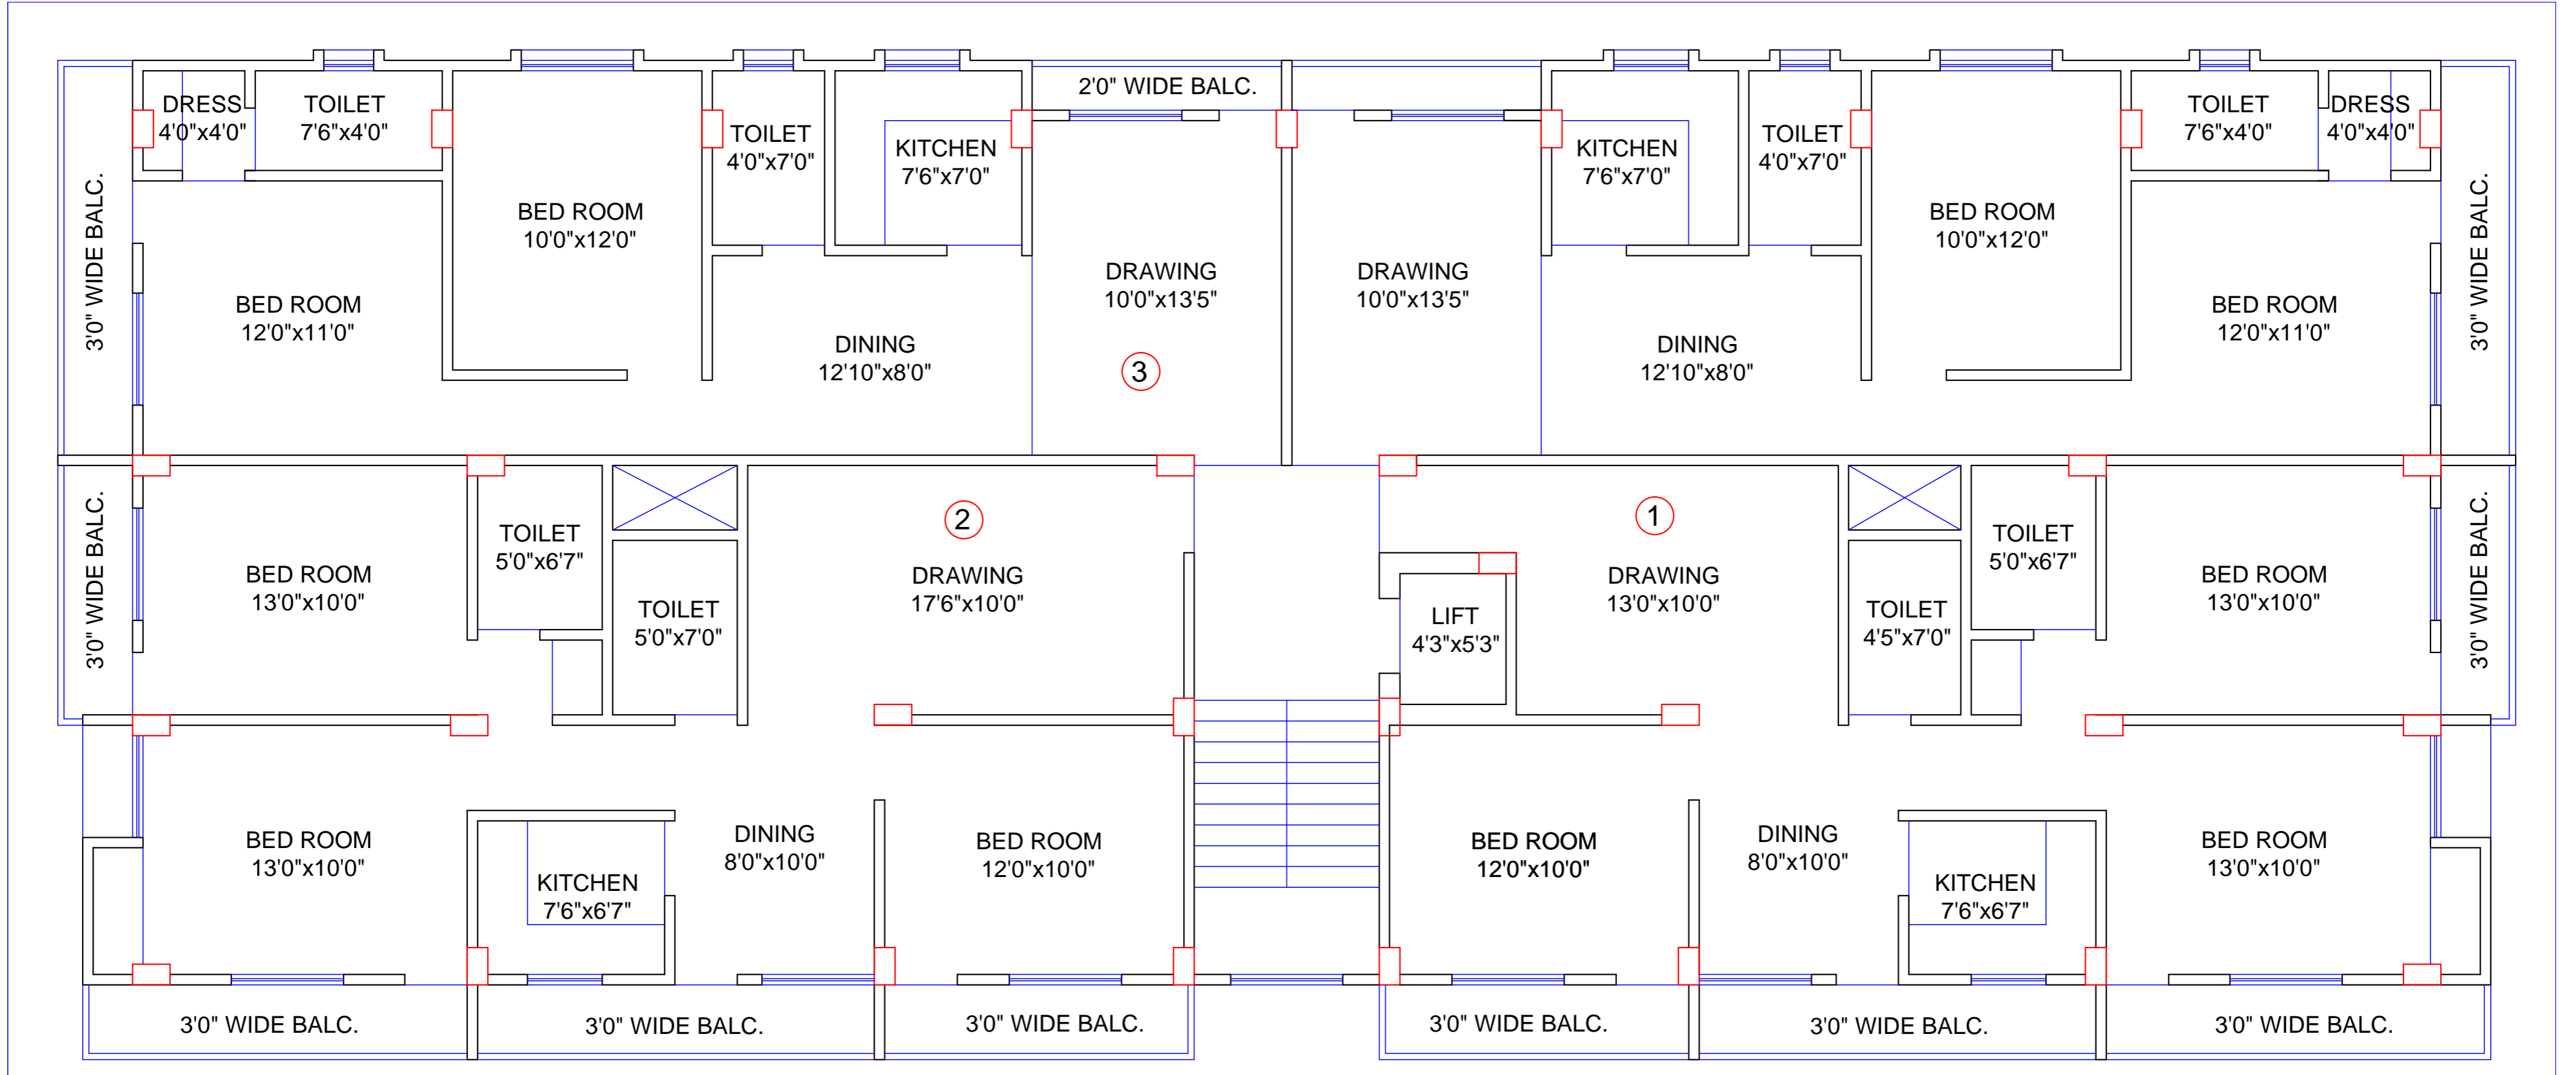 2'0" WIDE BALC.
DRESS
4'0"x4'0"
TOILET
7'6"x4'0"
TOILET
4'0"x7'0"
KITCHEN
7'6"x7'0"
KITCHEN
7'6"x7'0"
TOILET
4'0"x7'0"
TOILET
7'6"x4'0"
DRESS
4'0"x4'0"
3'0" WIDE BALC.
BED ROOM
12'0"x11'0"
BED ROOM
10'0"x12'0"
DINING
12'10"x8'0"
DRAWING
10'0"x13'5"
3
DRAWING
10'0"x13'5"
DINING
12'10"x8'0"
BED ROOM
10'0"x12'0"
BED ROOM
12'0"x11'0"
3'0" WIDE BALC.
3'0" WIDE BALC.
BED ROOM
13'0"x10'0"
TOILET
5'0"x6'7"
TOILET
5'0"x7'0"
2
DRAWING
17'6"x10'0"
LIFT
4'3"x5'3"
1
DRAWING
13'0"x10'0"
TOILET
4'5"x7'0"
TOILET
5'0"x6'7"
BED ROOM
13'0"x10'0"
3'0" WIDE BALC.
BED ROOM
13'0"x10'0"
KITCHEN
7'6"x6'7"
DINING
8'0"x10'0"
BED ROOM
12'0"x10'0"
BED ROOM
12'0"x10'0"
DINING
8'0"x10'0"
KITCHEN
7'6"x6'7"
BED ROOM
13'0"x10'0"
3'0" WIDE BALC.
3'0" WIDE BALC.
3'0" WIDE BALC.
3'0" WIDE BALC.
3'0" WIDE BALC.
3'0" WIDE BALC.